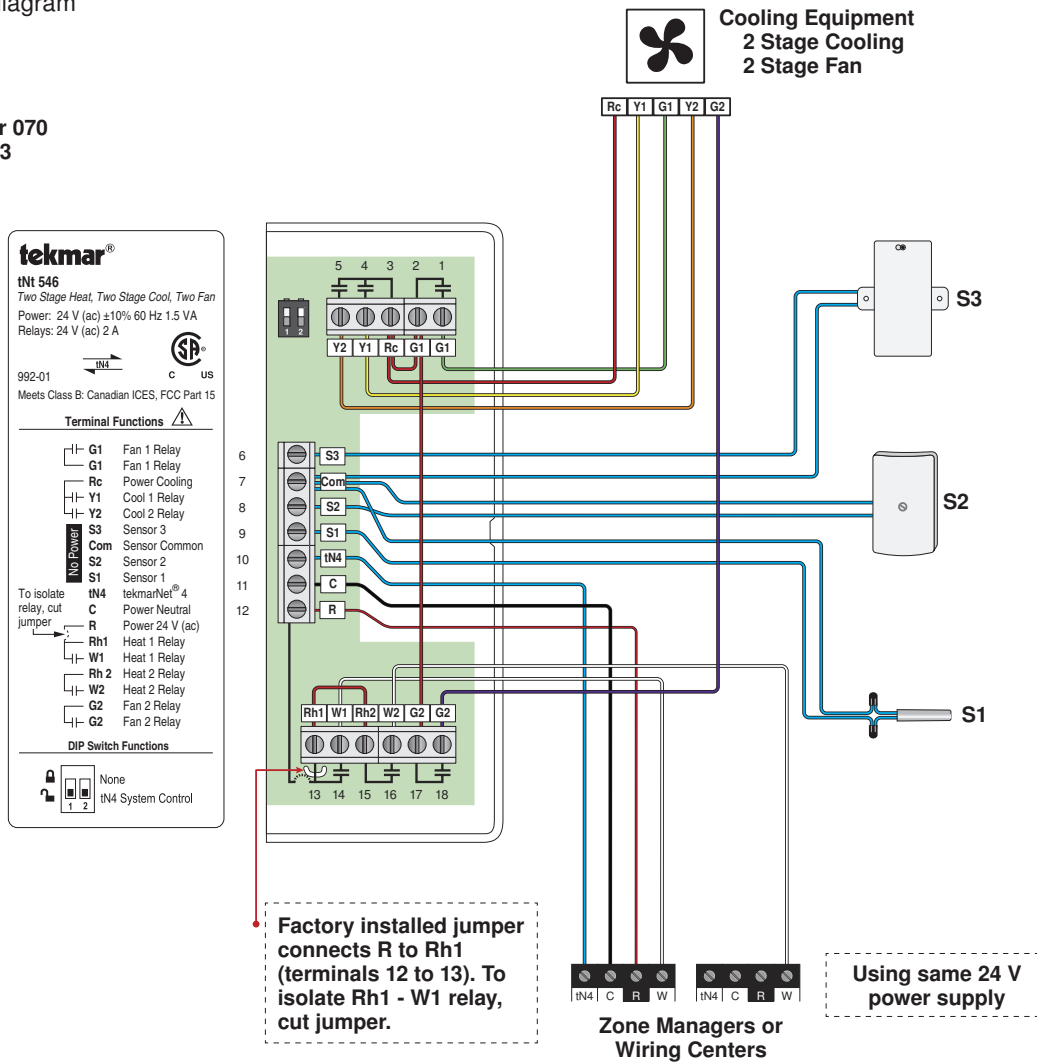 diagram
r 070
3
Cooling Equipment
2 Stage Cooling
2 Stage Fan
Rc Y1 G1 Y2 G2
tekmar®
tNt 546
Two Stage Heat, Two Stage Cool, Two Fan
Power: 24 V (ac) ±10% 60 Hz 1.5 VA
Relays: 24 V (ac) 2 A
tN4
SA®
C US
992-01
Meets Class B: Canadian ICES, FCC Part 15
Terminal Functions
G1 Fan 1 Relay
G1 Fan 1 Relay
Rc Power Cooling
Y1 Cool 1 Relay
Y2 Cool 2 Relay
No Power
S3 Sensor 3
Com Sensor Common
S2 Sensor 2
S1 Sensor 1
tN4 tekmarNet® 4
C Power Neutral
R Power 24 V (ac)
Rh1 Heat 1 Relay
W1 Heat 1 Relay
Rh 2 Heat 2 Relay
W2 Heat 2 Relay
G2 Fan 2 Relay
G2 Fan 2 Relay
To isolate
relay, cut
jumper
DIP Switch Functions
None
tN4 System Control
1 2
5 4 3 2 1
1 2
Y2 Y1 Rc G1 G1
6 S3
7 Com
8 S2
9 S1
10 tN4
11 C
12 R
S3
S2
S1
Rh1 W1 Rh2 W2 G2 G2
13 14 15 16 17 18
Factory installed jumper
connects R to Rh1
(terminals 12 to 13). To
isolate Rh1 - W1 relay,
cut jumper.
tN4 C R W
tN4 C R W
Zone Managers or
Wiring Centers
Using same 24 V
power supply